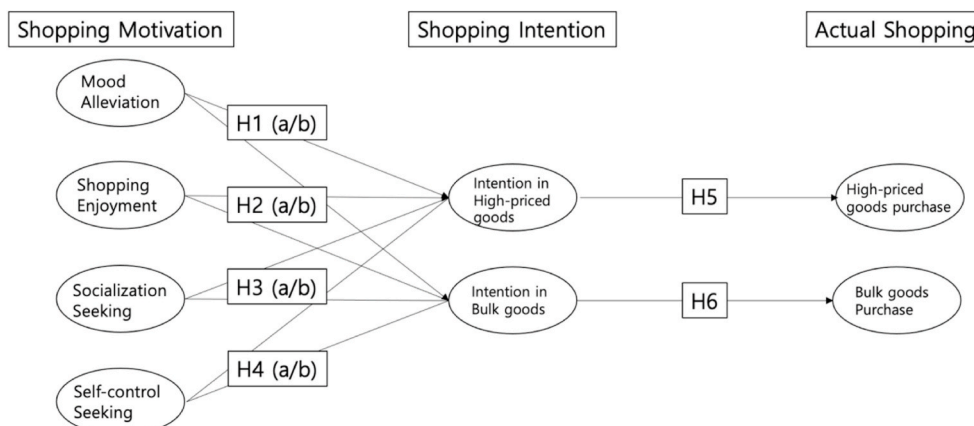 Shopping Motivation
Shopping Intention
Actual Shopping
Mood
Alleviation
H1 (a/b)
Shopping
Enjoyment
H2 (a/b)
Intention in
High-priced
goods
H5
High-priced
goods purchase
Socialization
Seeking
H3 (a/b)
Intention in
Bulk goods
H6
Bulk goods
Purchase
H4 (a/b)
Self-control
Seeking